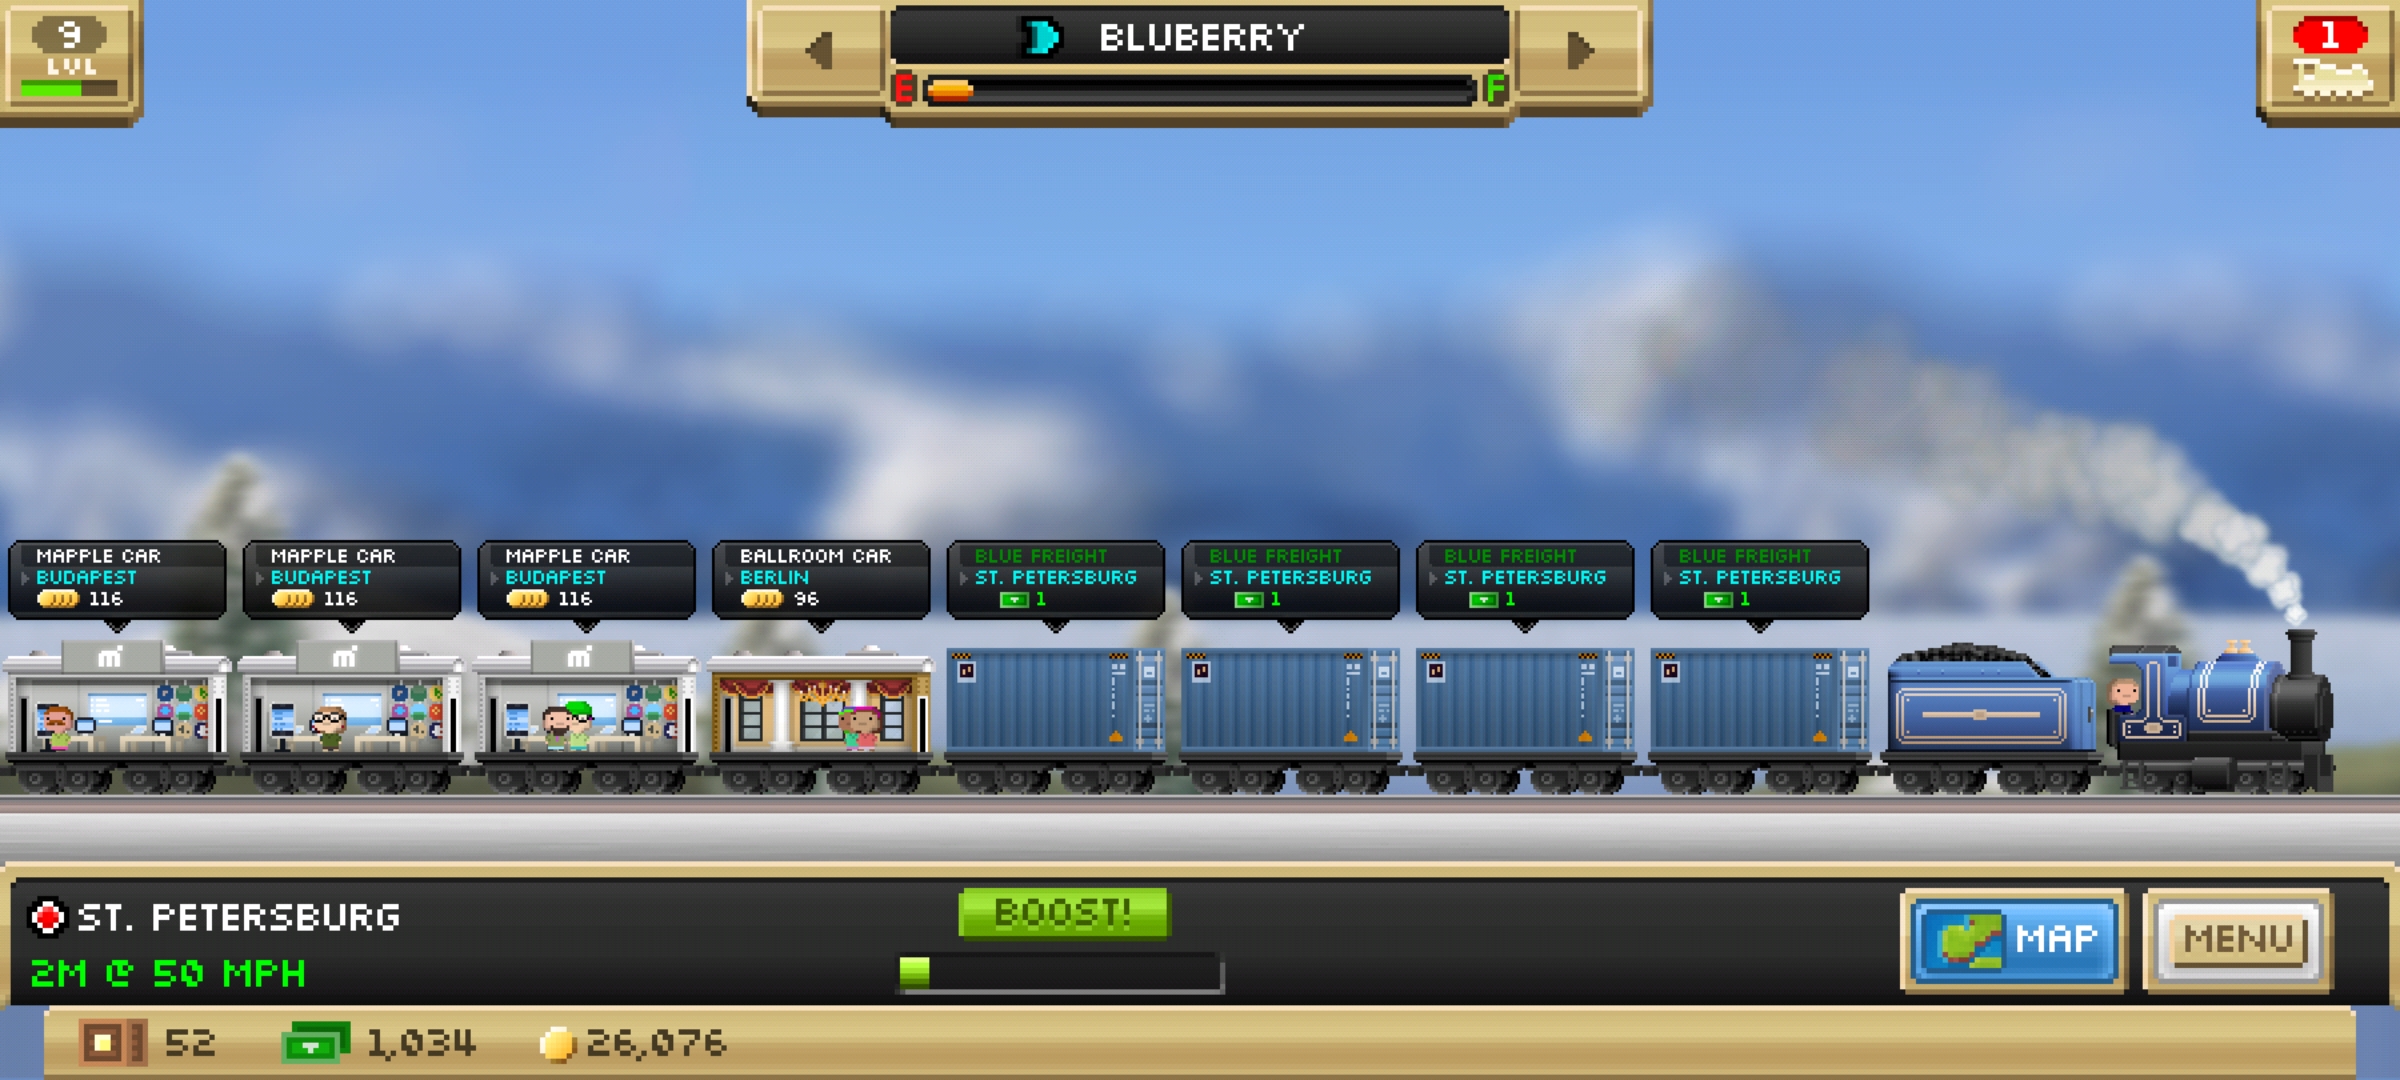 9
LVL
BLUBERRY
E F
1
MAPPLE CAR
BUDAPEST
116
MAPPLE CAR
BUDAPEST
116
MAPPLE CAR
BUDAPEST
116
BALLROOM CAR
BERLIN
96
BLUE FREIGHT
ST. PETERSBURG
1
BLUE FREIGHT
ST. PETERSBURG
1
BLUE FREIGHT
ST. PETERSBURG
1
BLUE FREIGHT
ST. PETERSBURG
1
m
m
m
ST. PETERSBURG
2M @ 50 MPH
BOOST!
MAP
MENU
52
1,034
26,076